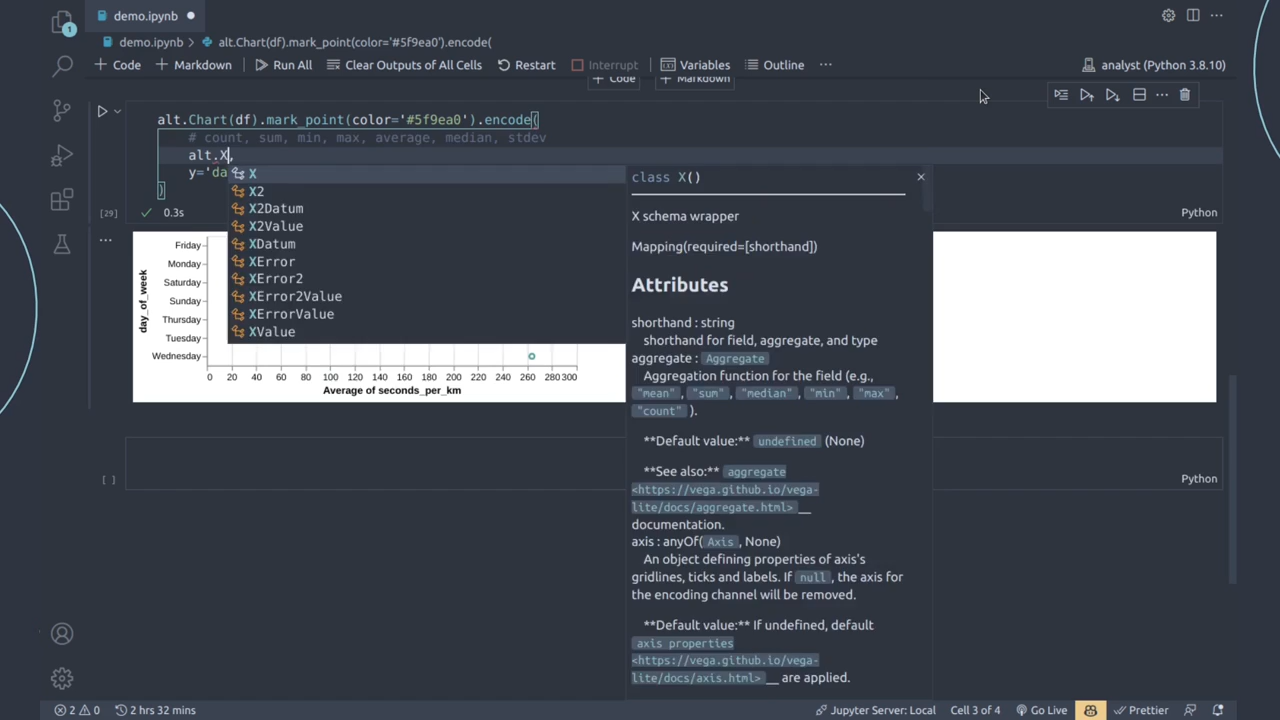 demo.ipynb
1
demo.ipynb > alt.Chart(df).mark_point(color='#5f9ea0').encode(
+ Code + Markdown Run All Clear Outputs of All Cells Restart Interrupt Variables Outline ··· analyst (Python 3.8.10)
+ Code + Markdown
alt.Chart(df).mark_point(color='#5f9ea0').encode(
# count, sum, min, max, average, median, stdev
alt.X,
y='da
)
[29] 0.3s Python
X
X2
X2Datum
X2Value
XDatum
XError
XError2
XError2Value
XErrorValue
XValue
class X()
X schema wrapper
Mapping(required=[shorthand])
Attributes
shorthand : string
shorthand for field, aggregate, and type
aggregate : Aggregate
Aggregation function for the field (e.g.,
"mean", "sum", "median", "min", "max",
"count" ).
**Default value:** undefined (None)
**See also:** aggregate
<https://vega.github.io/vega-
lite/docs/aggregate.html> __
documentation.
axis : anyOf( Axis , None)
An object defining properties of axis's
gridlines, ticks and labels. If null, the axis for
the encoding channel will be removed.
**Default value:** If undefined, default
axis properties
<https://vega.github.io/vega-
lite/docs/axis.html> __ are applied.
day_of_week
Friday
Monday
Saturday
Sunday
Thursday
Tuesday
Wednesday
0 20 40 60 80 100 120 140 160 180 200 220 240 260 280 300
Average of seconds_per_km
[ ] Python
2 0 2 hrs 32 mins Jupyter Server: Local Cell 3 of 4 Go Live Prettier